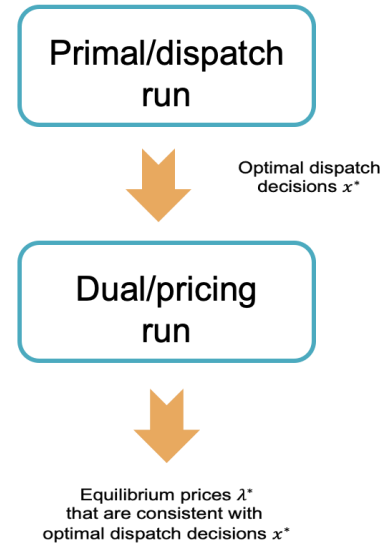 Primal/dispatch
run
Optimal dispatch
decisions x*
Dual/pricing
run
Equilibrium prices λ*
that are consistent with
optimal dispatch decisions x*